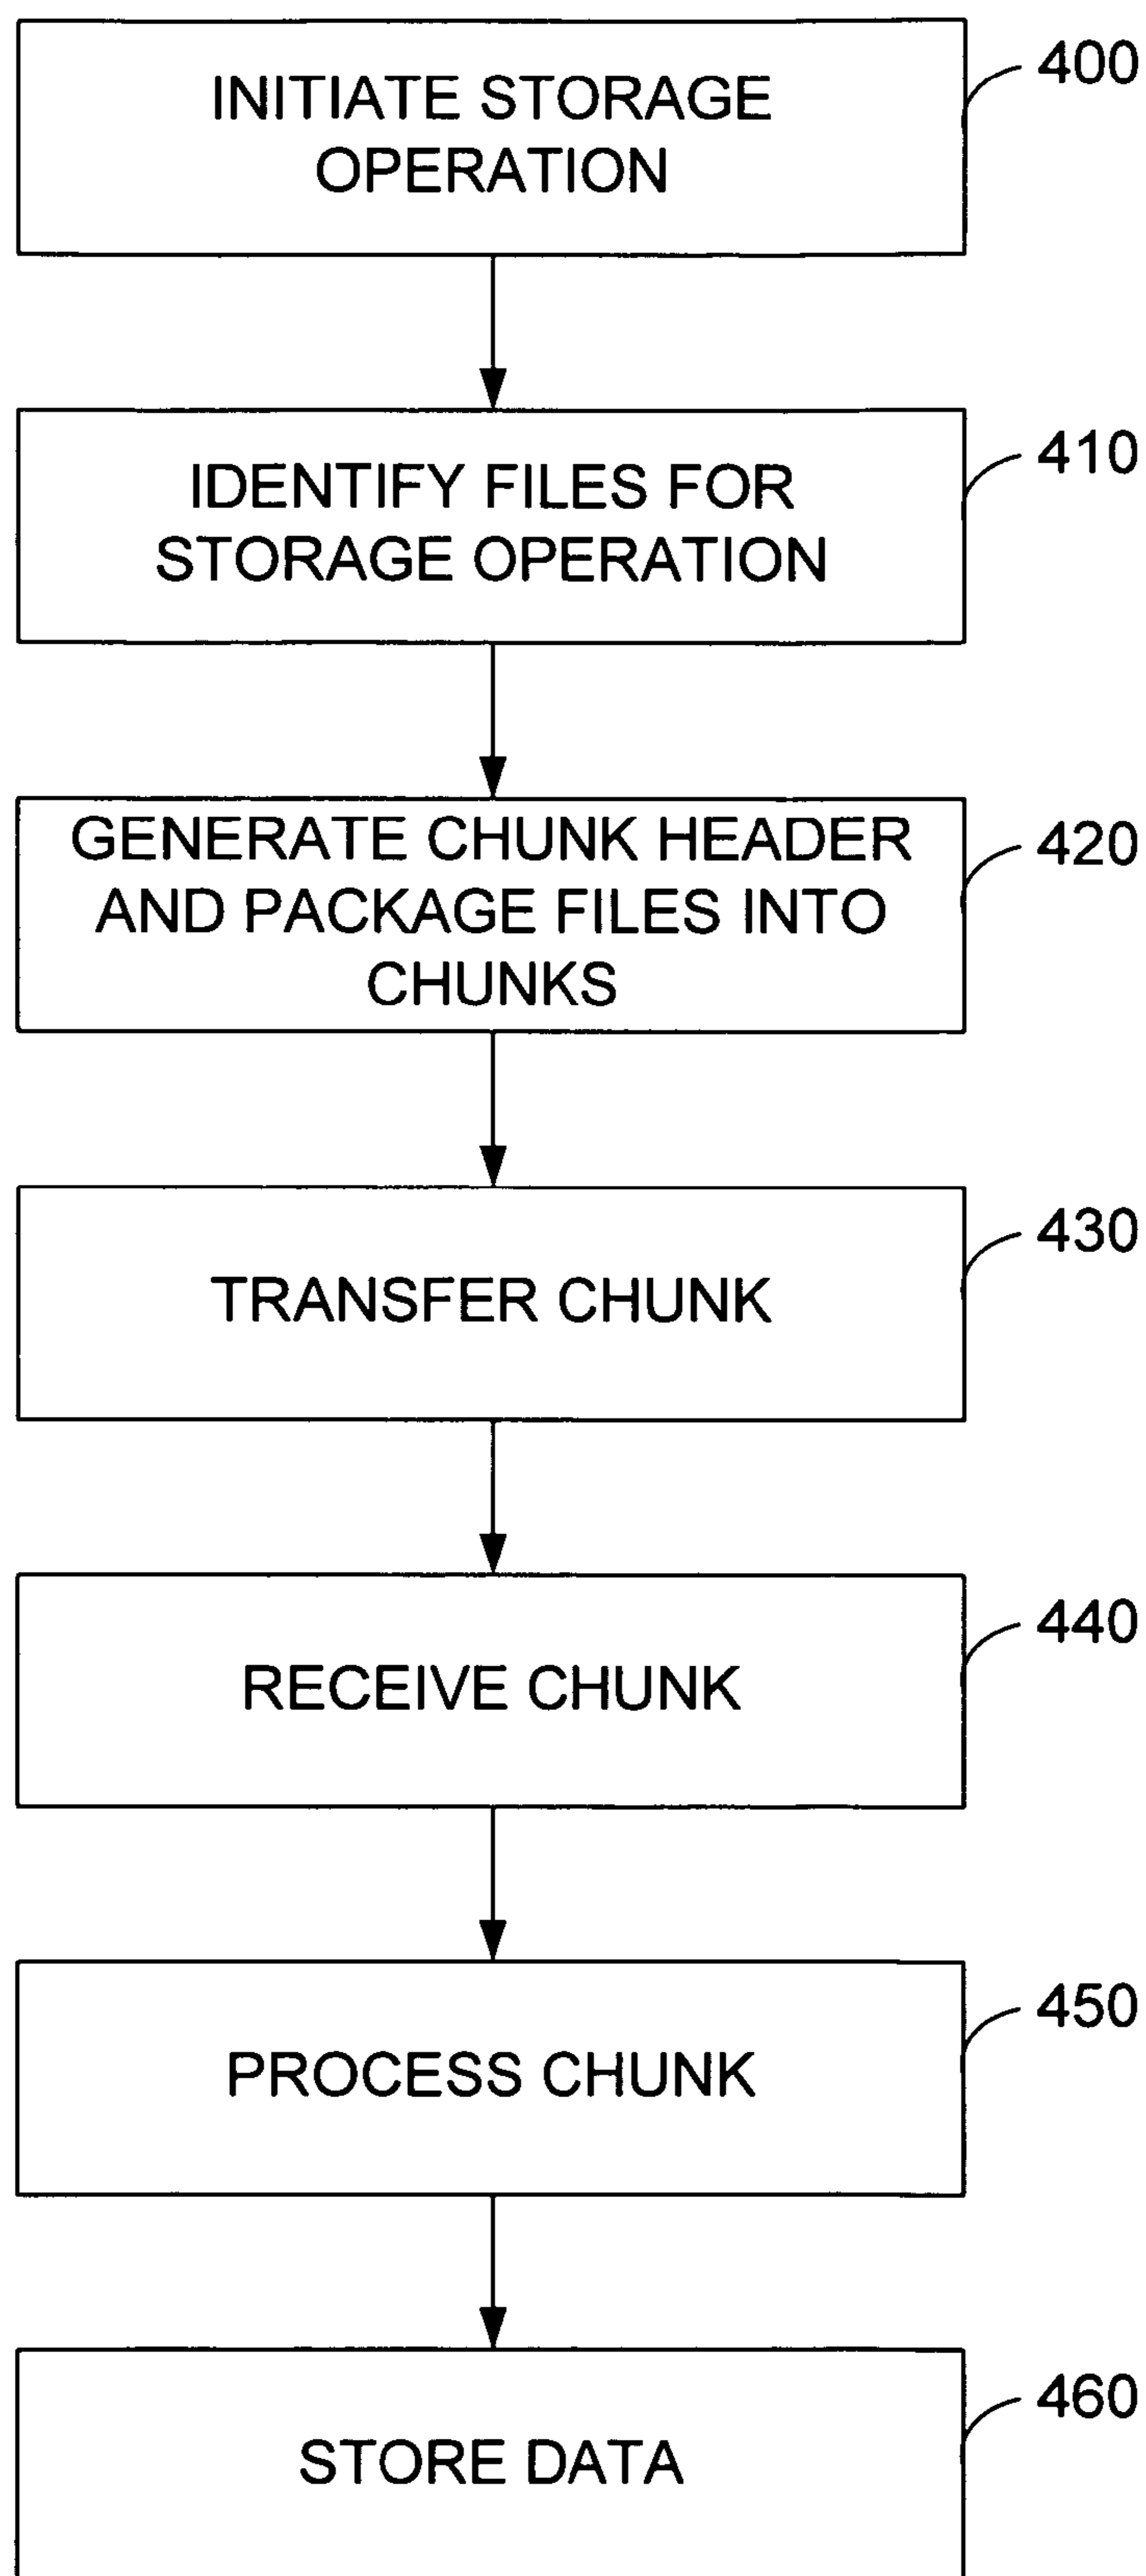 INITIATE STORAGE
OPERATION
400
IDENTIFY FILES FOR
STORAGE OPERATION
410
GENERATE CHUNK HEADER
AND PACKAGE FILES INTO
CHUNKS
420
TRANSFER CHUNK
430
RECEIVE CHUNK
440
PROCESS CHUNK
450
STORE DATA
460